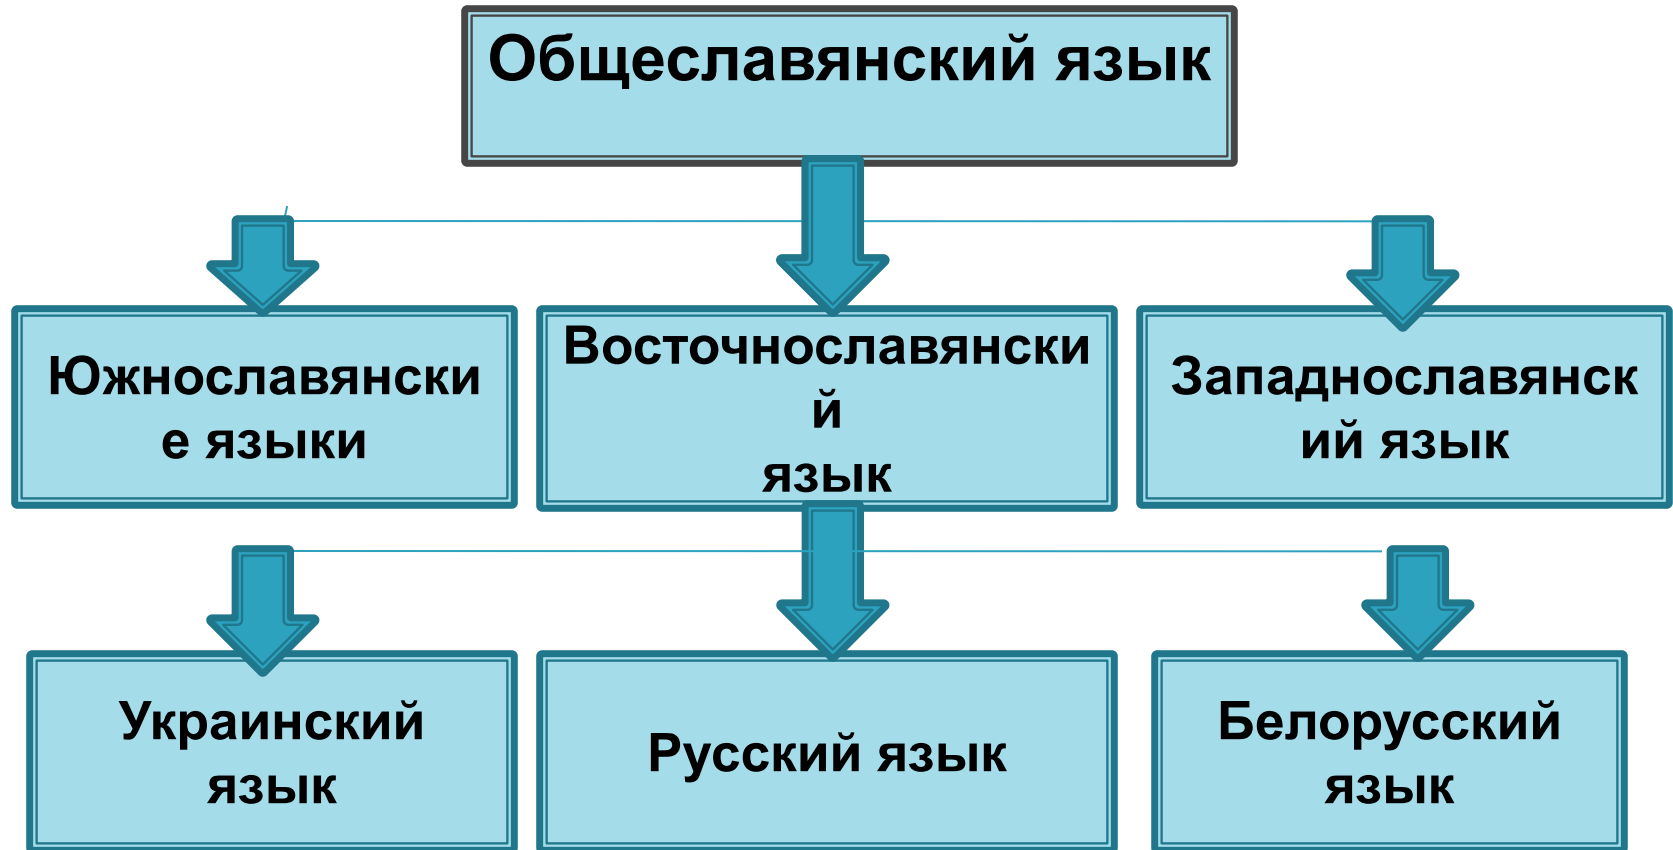 Общеславянский язык
Южнославянски
е языки
Восточнославянски
й
язык
Западнославянск
ий язык
Украинский
язык
Русский язык
Белорусский
язык